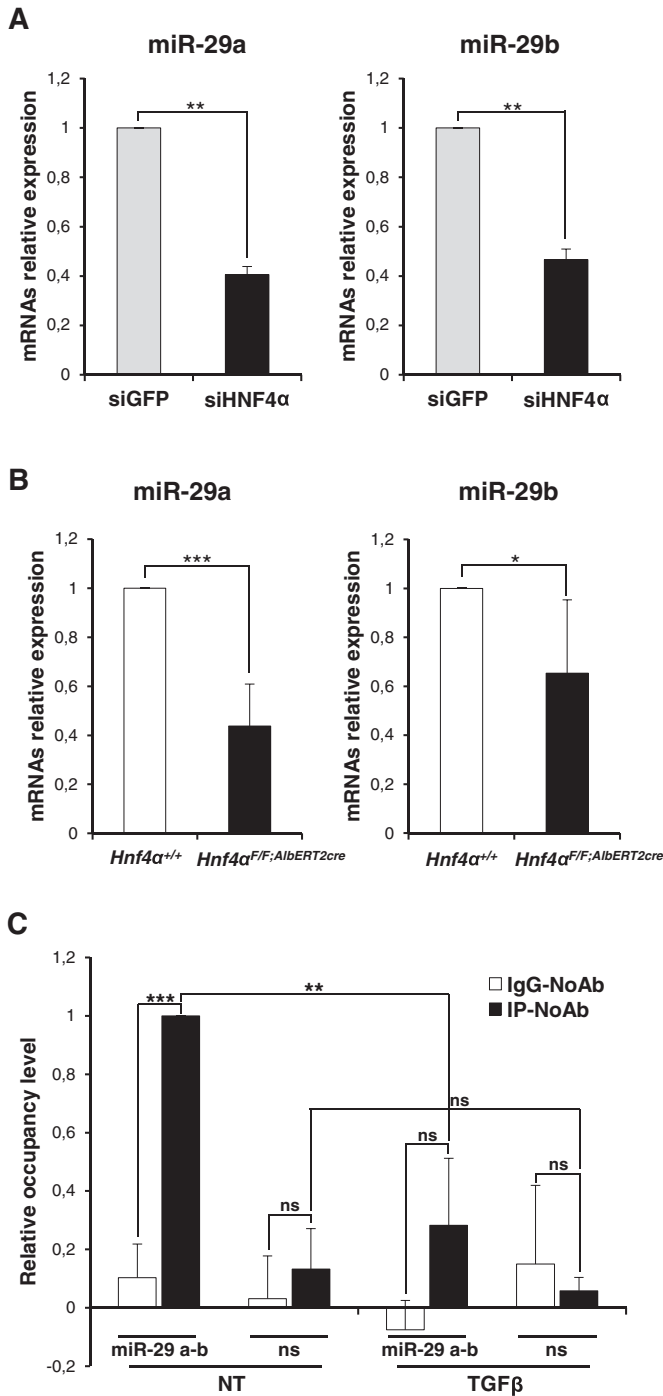 A
miR-29a
miR-29b
mRNAs relative expression
1,2
1
0,8
0,6
0,4
0,2
0
**
siGFP
siHNF4α
mRNAs relative expression
1,2
1
0,8
0,6
0,4
0,2
0
**
siGFP
siHNF4α
B
miR-29a
miR-29b
mRNAs relative expression
1,2
1
0,8
0,6
0,4
0,2
0
***
Hnf4α+/+
Hnf4αF/F;AlbERT2cre
mRNAs relative expression
1,2
1
0,8
0,6
0,4
0,2
0
*
Hnf4α+/+
Hnf4αF/F;AlbERT2cre
C
Relative occupancy level
1,2
1
0,8
0,6
0,4
0,2
0
-0,2
IgG-NoAb
IP-NoAb
***
**
ns
ns
ns
ns
miR-29 a-b
ns
miR-29 a-b
ns
NT
TGFβ